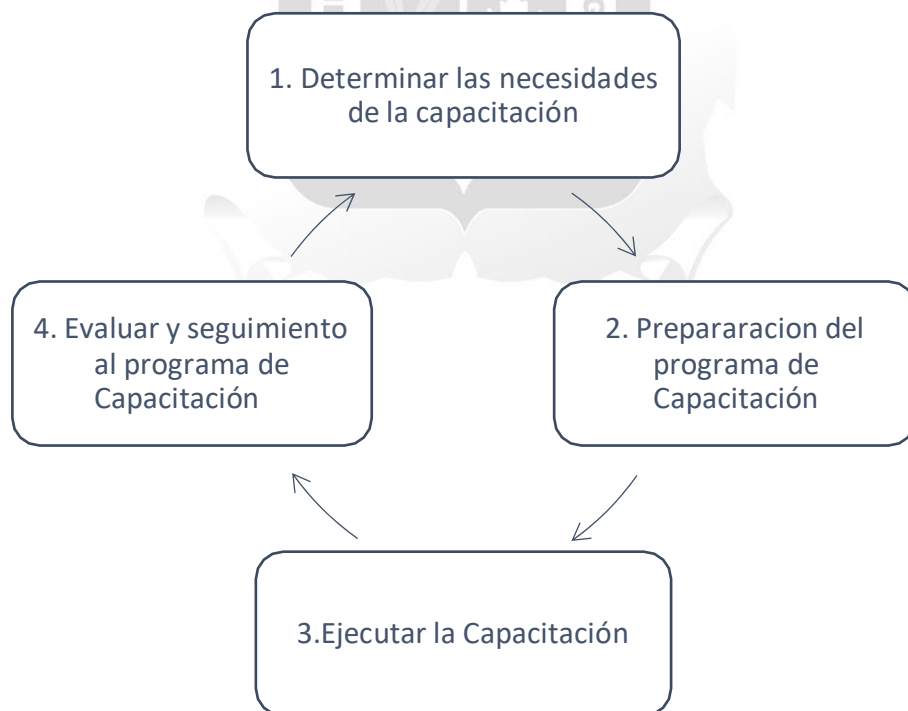 1. Determinar las necesidades
de la capacitación
4. Evaluar y seguimiento
al programa de
Capacitación
2. Prepararacion del
programa de
Capacitación
3.Ejecutar la Capacitación